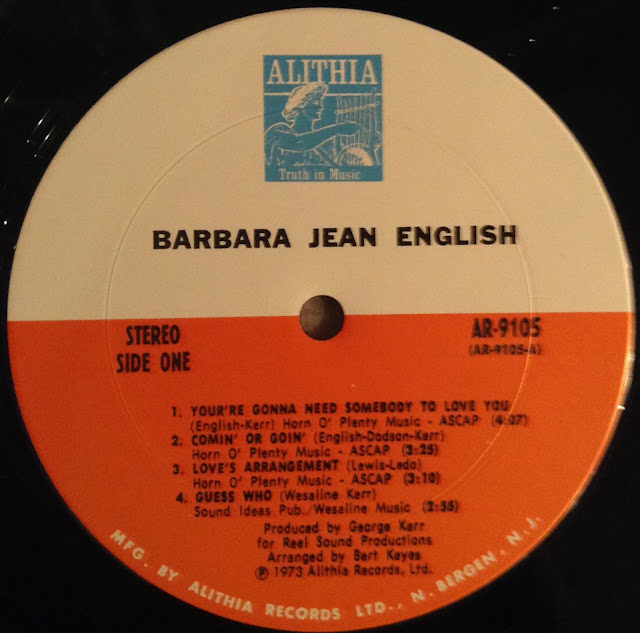 ALITHIA
Truth in Music
BARBARA JEAN ENGLISH
STEREO
SIDE ONE
AR-9105
(AR-9105-A)
1. YOUR'RE GONNA NEED SOMEBODY TO LOVE YOU
(English-Kerr) Horn O' Plenty Music - ASCAP (4:07)
2. COMIN' OR GOIN' (English-Dodson-Kerr)
Horn O' Plenty Music - ASCAP (3:25)
3. LOVE'S ARRANGEMENT (Lewis-Leda)
Horn O' Plenty Music - ASCAP (3:10)
4. GUESS WHO (Wesaline Kerr)
Sound Ideas Pub./Wesaline Music (2:55)
Produced by George Kerr
for Reel Sound Productions
Arranged by Bert Keyes
℗ 1973 Alithia Records, Ltd.
MFG. BY ALITHIA RECORDS LTD., N. BERGEN, N.J.